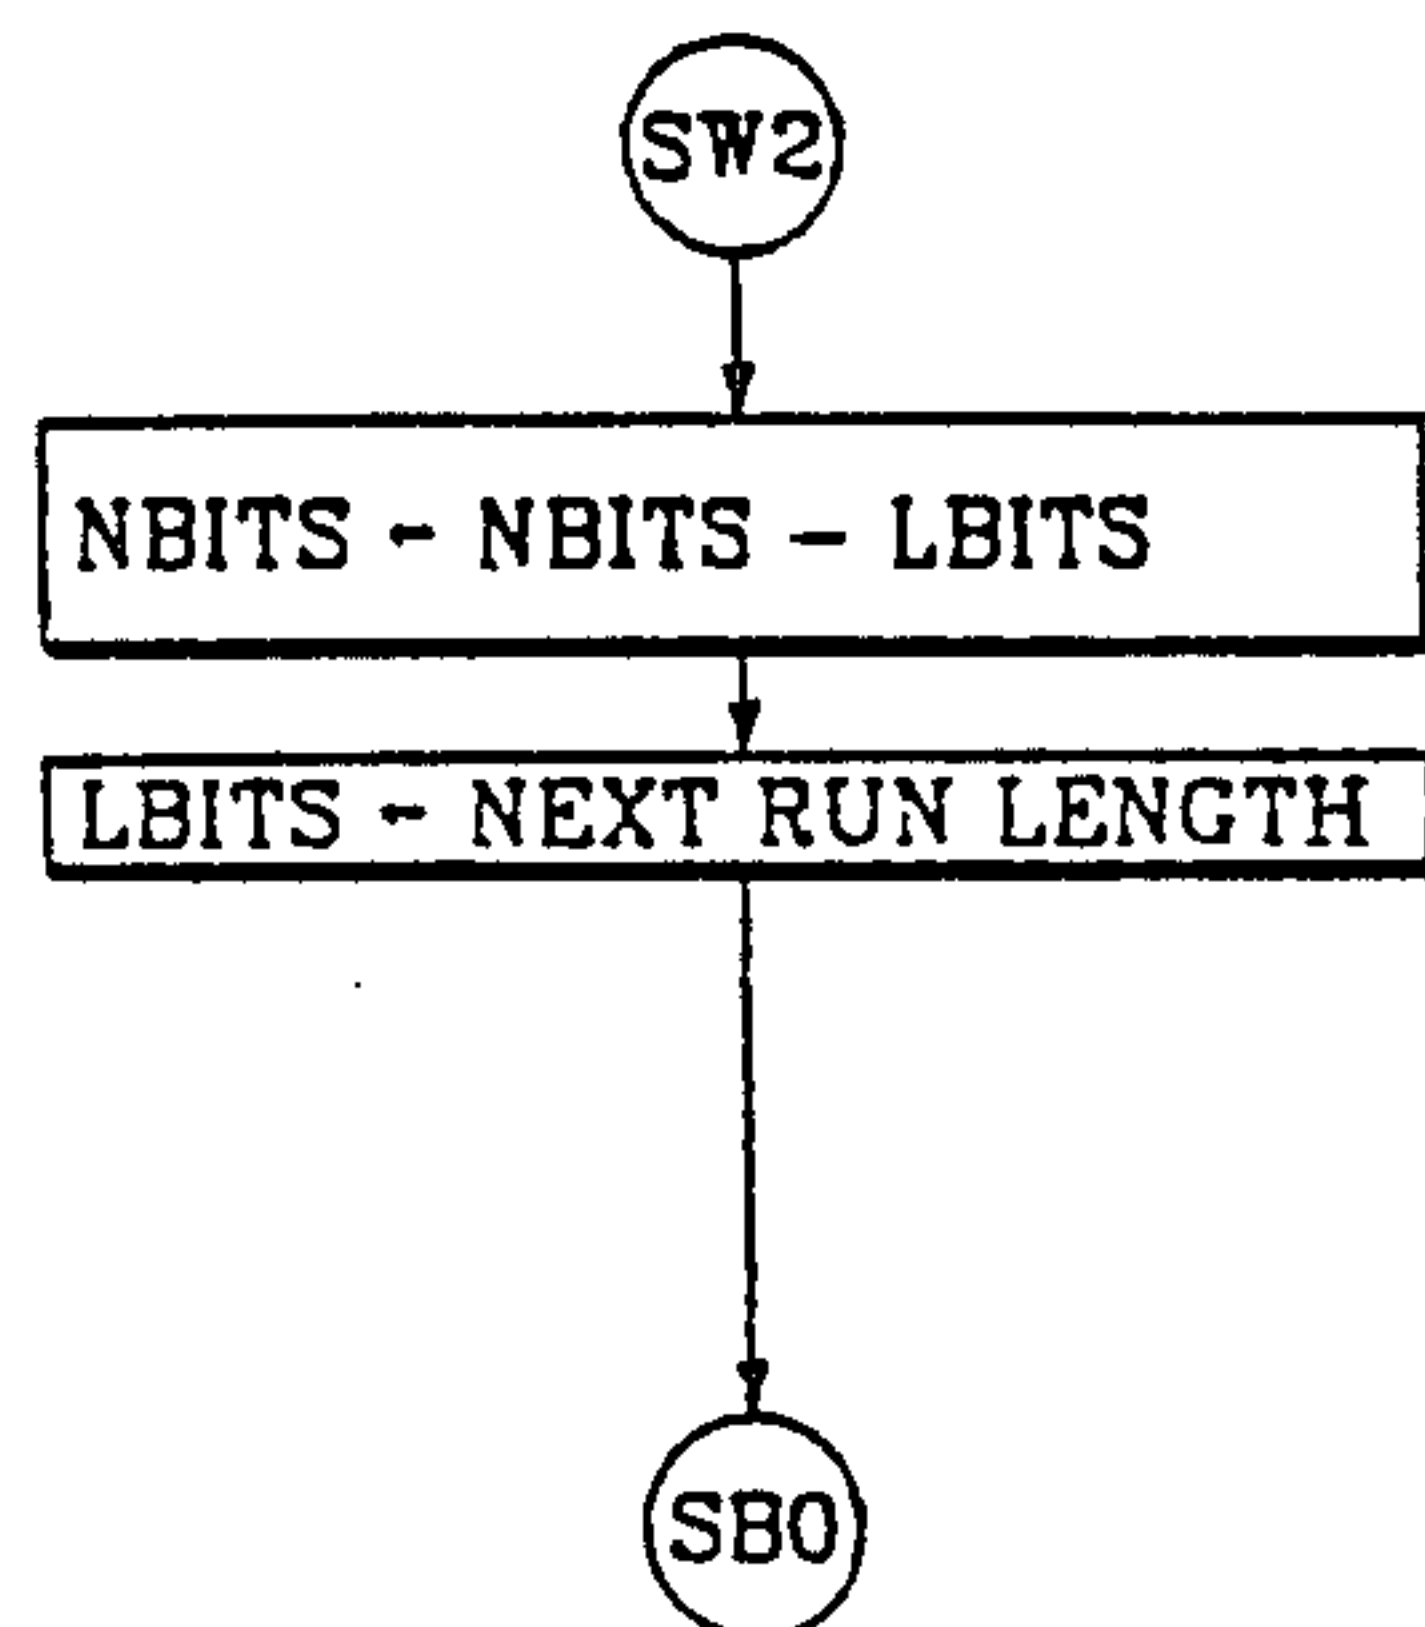 SW2
NBITS ← NBITS – LBITS
LBITS ← NEXT RUN LENGTH
SB0